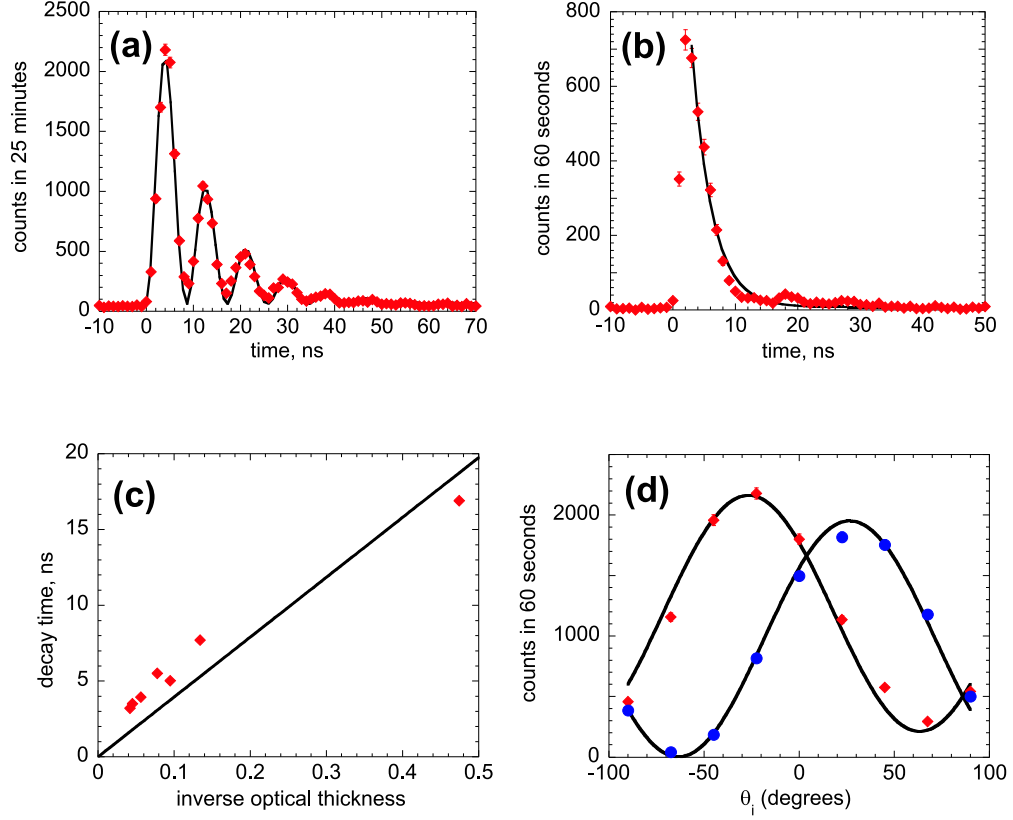 (a)
counts in 25 minutes
2500
2000
1500
1000
500
0
-10 0 10 20 30 40 50 60 70
time, ns
(b)
counts in 60 seconds
800
600
400
200
0
-10 0 10 20 30 40 50
time, ns
(c)
decay time, ns
20
15
10
5
0
0 0.1 0.2 0.3 0.4 0.5
inverse optical thickness
(d)
counts in 60 seconds
2000
1000
0
-100 -50 0 50 100
θi (degrees)